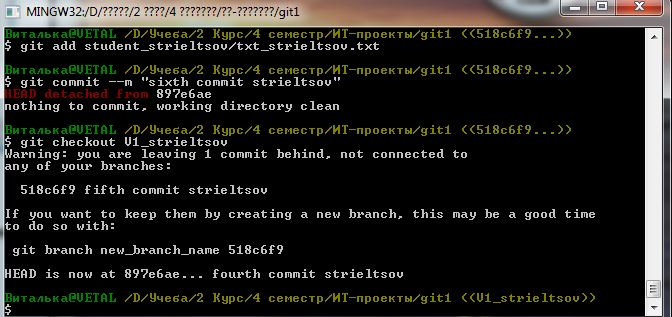 MINGW32:/D/?????/2 ????/4 ???????/??-???????/git1
Виталька@VETAL /D/Учеба/2 Курс/4 семестр/ИТ-проекты/git1 ((518c6f9...))
$ git add student_strieltsov/txt_strieltsov.txt
Виталька@VETAL /D/Учеба/2 Курс/4 семестр/ИТ-проекты/git1 ((518c6f9...))
$ git commit --m "sixth commit strieltsov"
HEAD detached from 897e6ae
nothing to commit, working directory clean
Виталька@VETAL /D/Учеба/2 Курс/4 семестр/ИТ-проекты/git1 ((518c6f9...))
$ git checkout V1_strieltsov
Warning: you are leaving 1 commit behind, not connected to
any of your branches:
518c6f9 fifth commit strieltsov
If you want to keep them by creating a new branch, this may be a good time
to do so with:
git branch new_branch_name 518c6f9
HEAD is now at 897e6ae... fourth commit strieltsov
Виталька@VETAL /D/Учеба/2 Курс/4 семестр/ИТ-проекты/git1 ((V1_strieltsov))
$